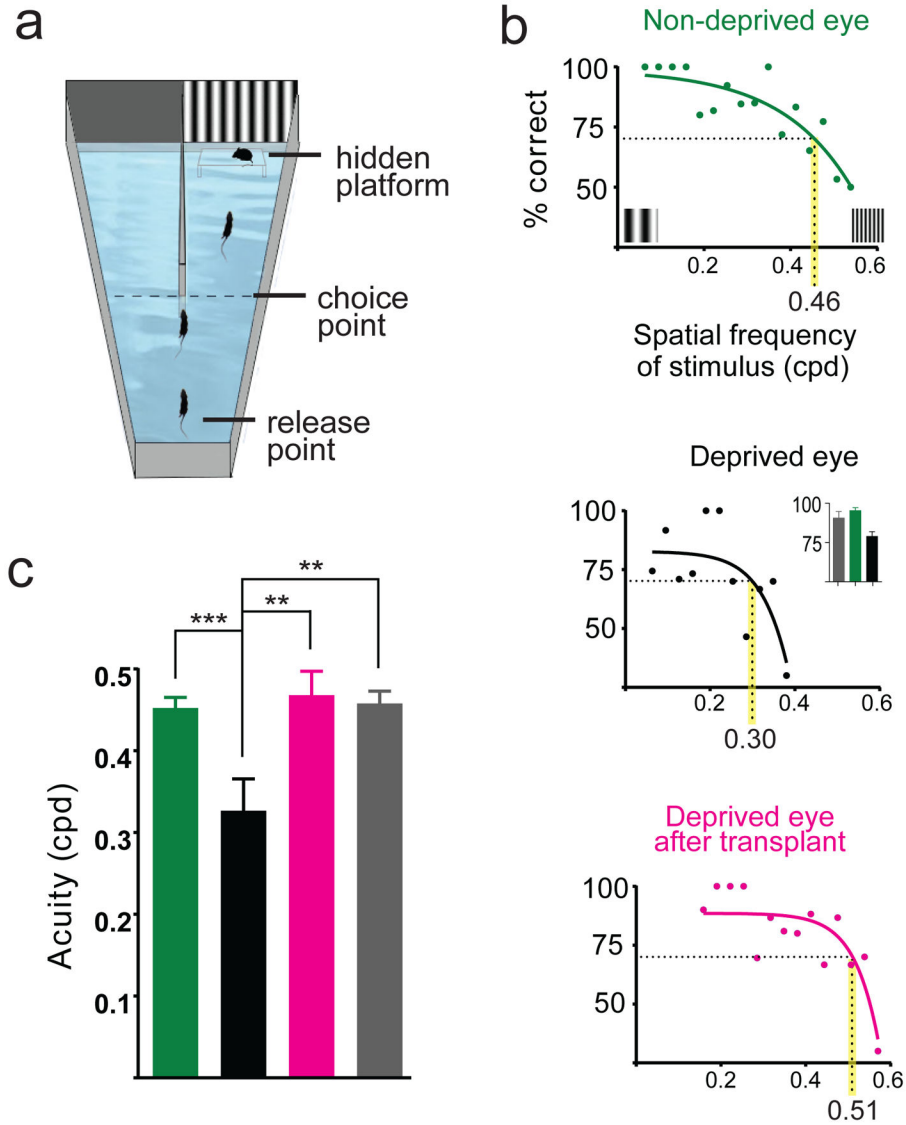 a
hidden
platform
choice
point
release
point
b
Non-deprived eye
% correct
100
75
50
0.2
0.4
0.6
0.46
Spatial frequency
of stimulus (cpd)
Deprived eye
100
75
50
100
75
0.2
0.4
0.6
0.30
Deprived eye
after transplant
100
75
50
0.2
0.4
0.6
0.51
c
Acuity (cpd)
0.5
0.4
0.3
0.2
0.1
***
**
**